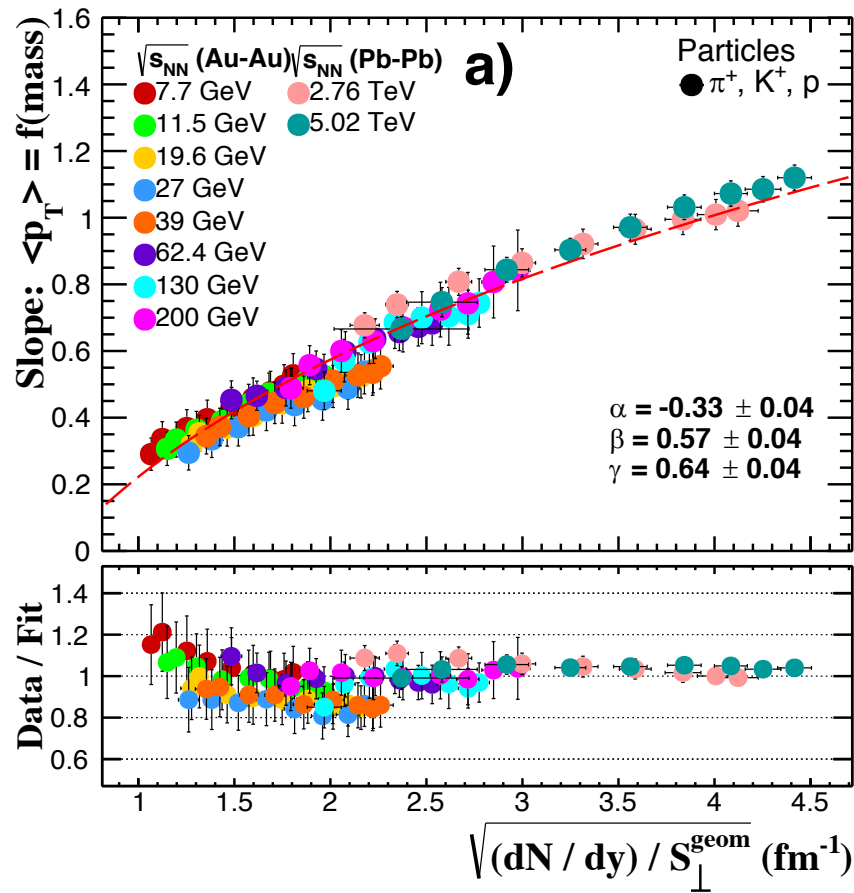 a)
√s_NN (Au-Au)
7.7 GeV
11.5 GeV
19.6 GeV
27 GeV
39 GeV
62.4 GeV
130 GeV
200 GeV
√s_NN (Pb-Pb)
2.76 TeV
5.02 TeV
Particles
π⁺, K⁺, p
α = -0.33 ± 0.04
β = 0.57 ± 0.04
γ = 0.64 ± 0.04
Slope: <p_T> = f(mass)
1.6
1.4
1.2
1
0.8
0.6
0.4
0.2
0
Data / Fit
1.4
1.2
1
0.8
0.6
1 1.5 2 2.5 3 3.5 4 4.5
√(dN / dy) / S_⊥^geom (fm⁻¹)